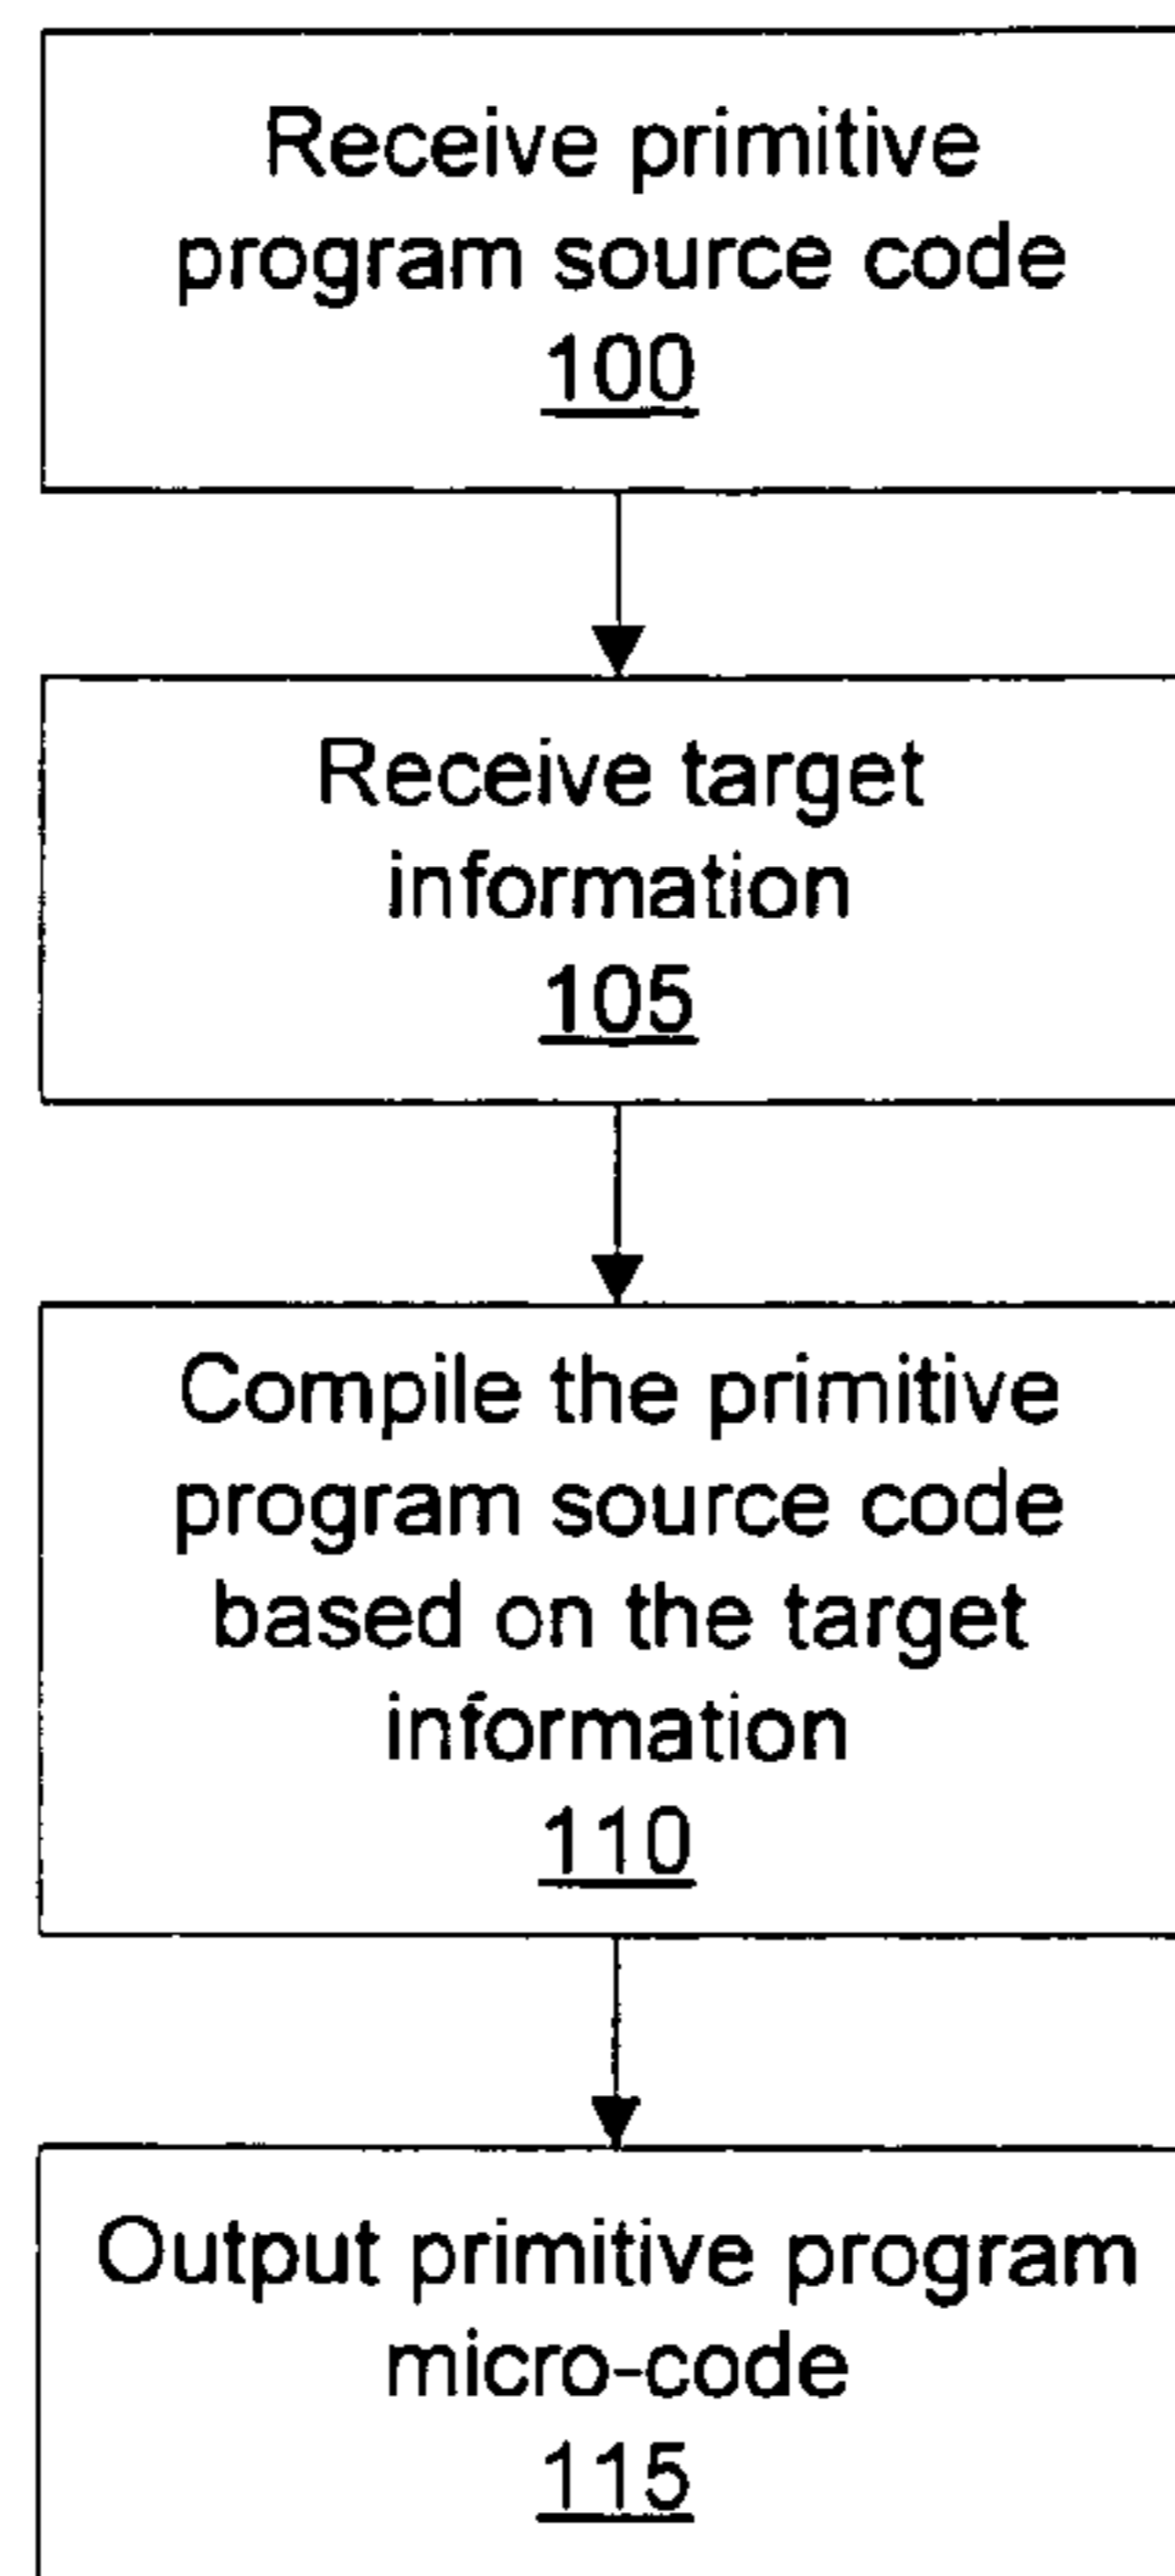 Receive primitive
program source code
100
Receive target
information
105
Compile the primitive
program source code
based on the target
information
110
Output primitive program
micro-code
115